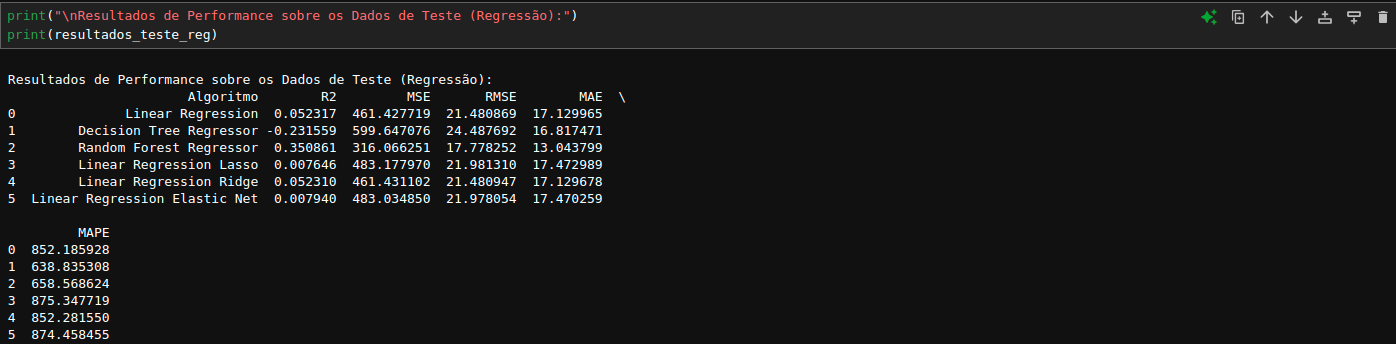 print("\nResultados de Performance sobre os Dados de Teste (Regressão):")
print(resultados_teste_reg)
Resultados de Performance sobre os Dados de Teste (Regressão):
Algoritmo R2 MSE RMSE MAE \
0 Linear Regression 0.052317 461.427719 21.480869 17.129965
1 Decision Tree Regressor -0.231559 599.647076 24.487692 16.817471
2 Random Forest Regressor 0.350861 316.066251 17.778252 13.043799
3 Linear Regression Lasso 0.007646 483.177970 21.981310 17.472989
4 Linear Regression Ridge 0.052310 461.431102 21.480947 17.129678
5 Linear Regression Elastic Net 0.007940 483.034850 21.978054 17.470259
MAPE
0 852.185928
1 638.835308
2 658.568624
3 875.347719
4 852.281550
5 874.458455